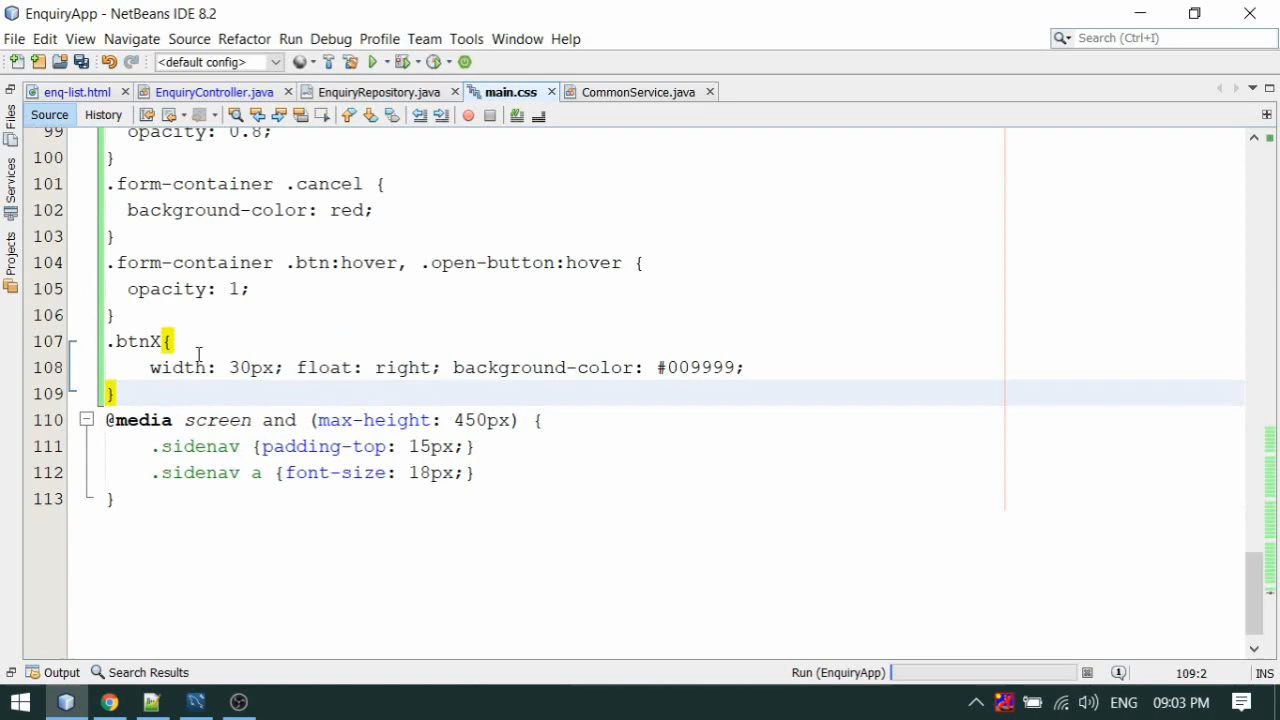 EnquiryApp - NetBeans IDE 8.2
File Edit View Navigate Source Refactor Run Debug Profile Team Tools Window Help
Search (Ctrl+I)
<default config>
eng-list.html EnquiryController.java EnquiryRepository.java main.css CommonService.java
Source History
Files
Services
Projects
99 opacity: 0.8;
100 }
101 .form-container .cancel {
102 background-color: red;
103 }
104 .form-container .btn:hover, .open-button:hover {
105 opacity: 1;
106 }
107 .btnX{
108 width: 30px; float: right; background-color: #009999;
109 }
110 @media screen and (max-height: 450px) {
111 .sidenav {padding-top: 15px;}
112 .sidenav a {font-size: 18px;}
113 }
Output Search Results Run (EnquiryApp) 1 109:2 INS
ENG 09:03 PM